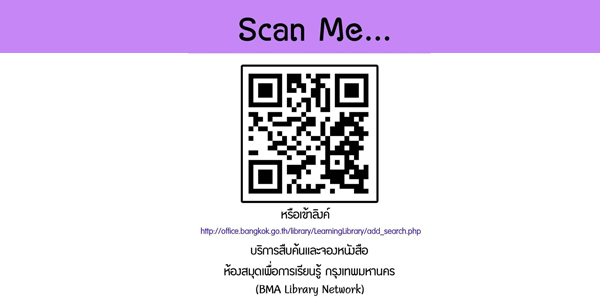 Scan Me...
หรือเข้าลิงค์
http://office.bangkok.go.th/library/LearningLibrary/add_search.php
บริการสืบค้นและจองหนังสือ
ห้องสมุดเพื่อการเรียนรู้ กรุงเทพมหานคร
(BMA Library Network)